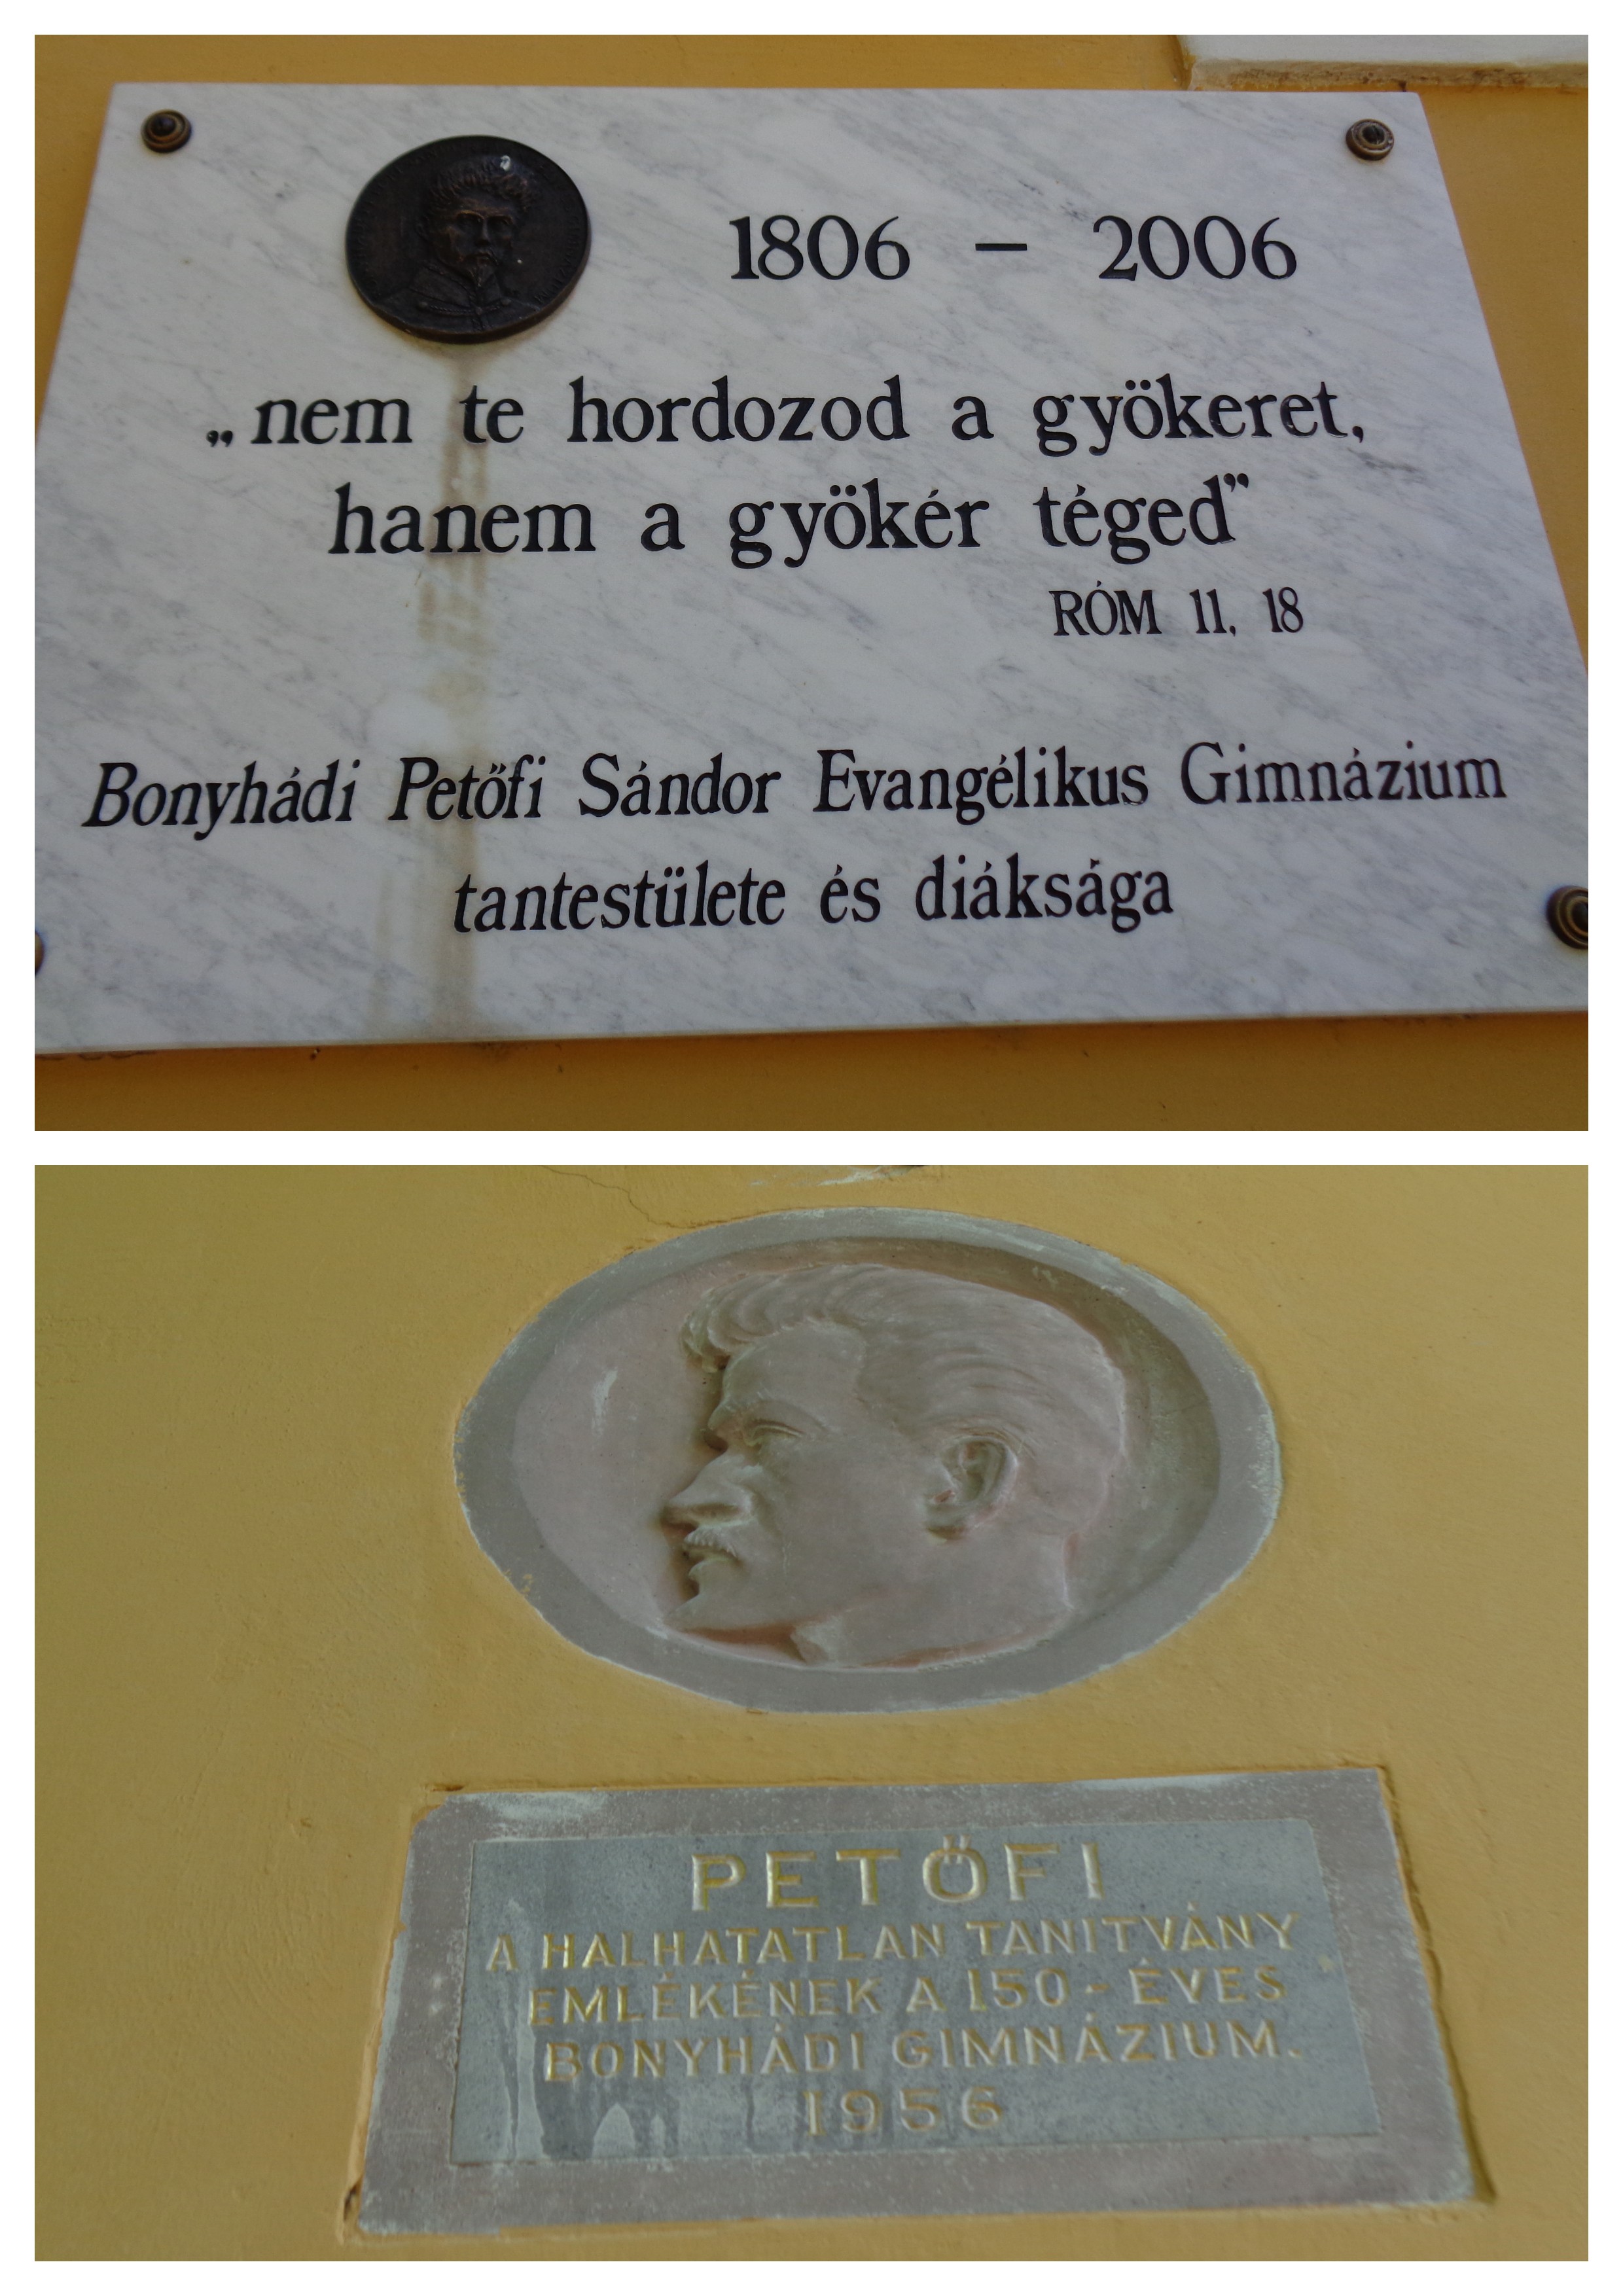 1806 – 2006
„nem te hordozod a gyökeret,
hanem a gyökér téged”
RÓM 11, 18
Bonyhádi Petőfi Sándor Evangélikus Gimnázium
tantestülete és diáksága
PETŐFI
A HALHATATLAN TANITVÁNY
EMLÉKÉNEK A 150-ÉVES
BONYHÁDI GIMNÁZIUM.
1956